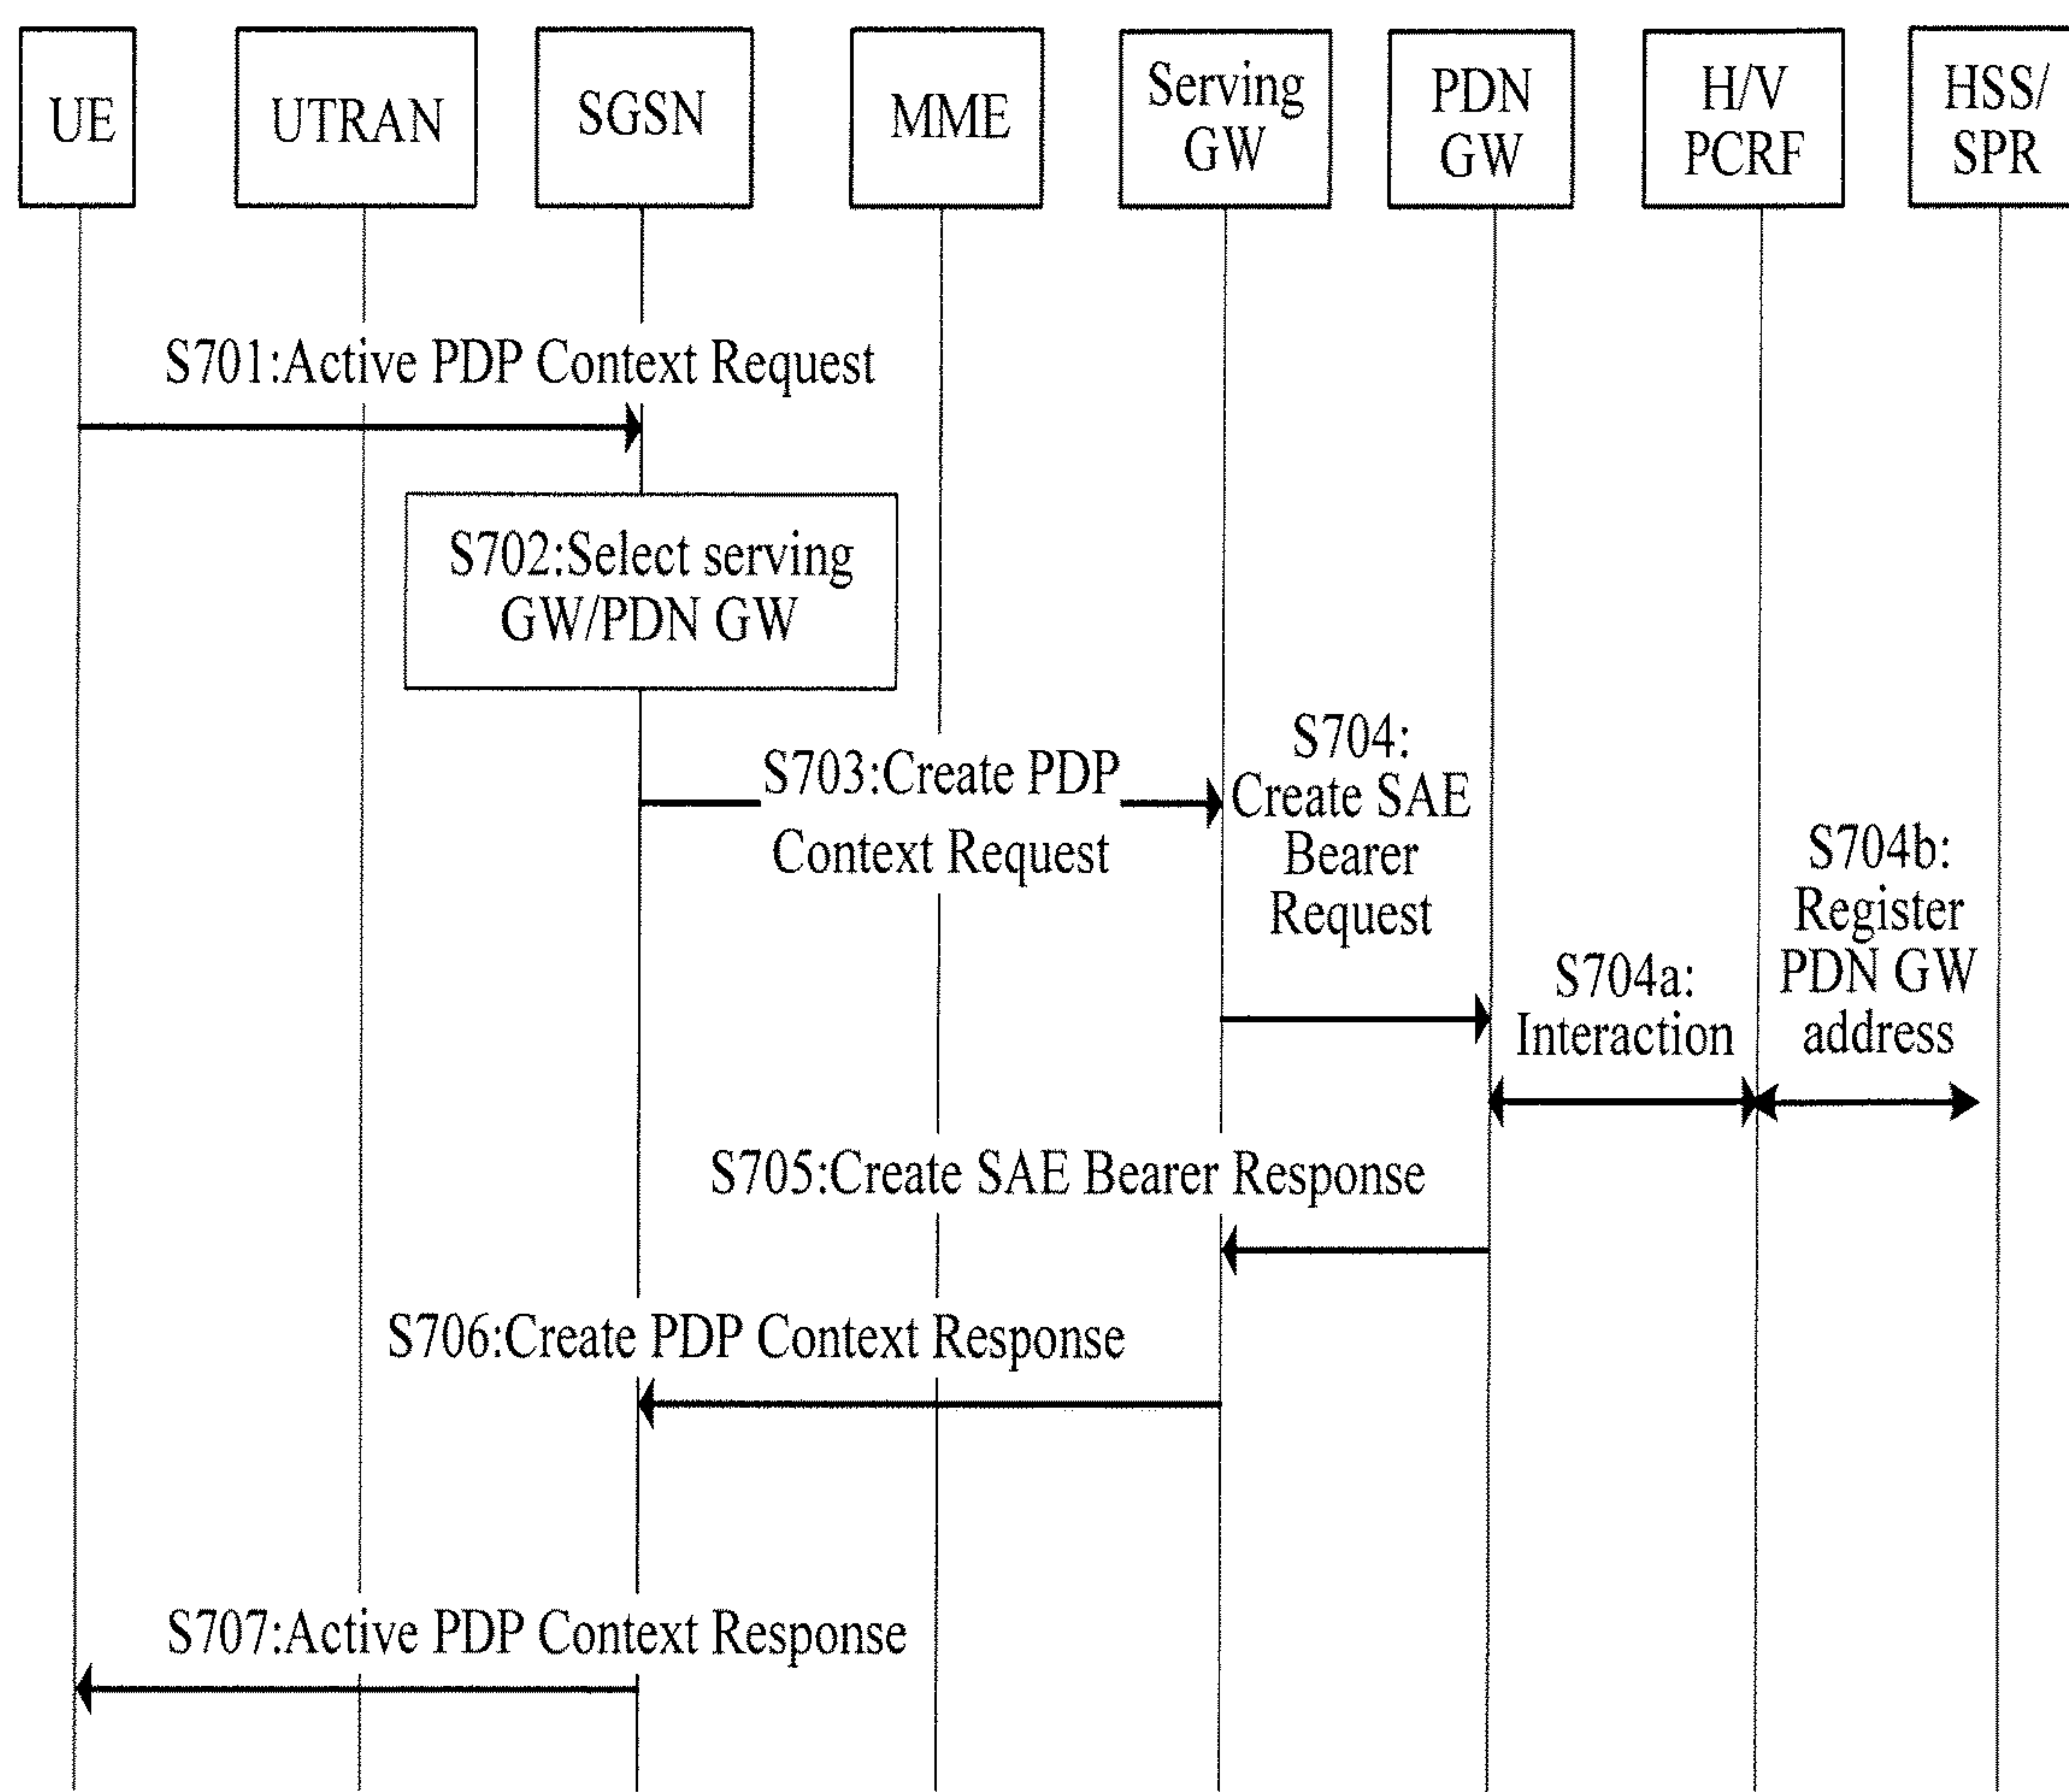 UE
UTRAN
SGSN
MME
Serving
GW
PDN
GW
H/V
PCRF
HSS/
SPR
S701:Active PDP Context Request
S702:Select serving
GW/PDN GW
S703:Create PDP
Context Request
S704:
Create SAE
Bearer
Request
S704a:
Interaction
S704b:
Register
PDN GW
address
S705:Create SAE Bearer Response
S706:Create PDP Context Response
S707:Active PDP Context Response